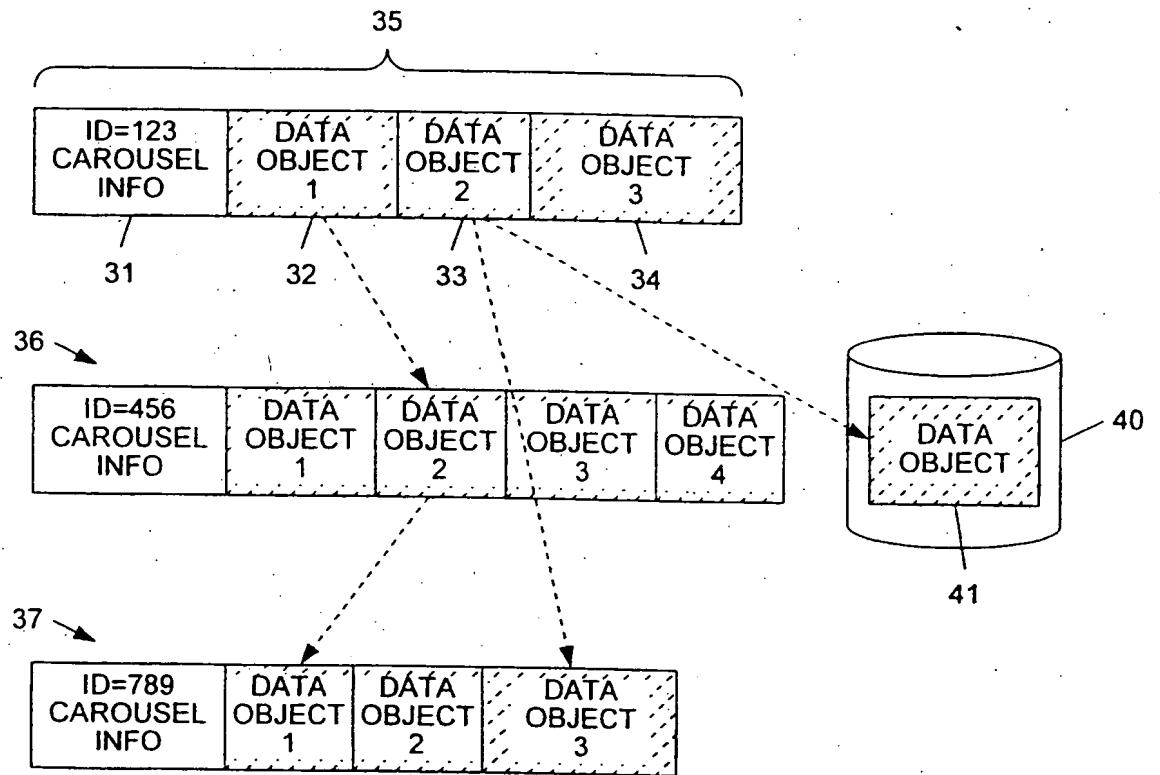 35
ID=123
CAROUSEL
INFO
DATA
OBJECT
1
DATA
OBJECT
2
DATA
OBJECT
3
31
32
33
34
36
ID=456
CAROUSEL
INFO
DATA
OBJECT
1
DATA
OBJECT
2
DATA
OBJECT
3
DATA
OBJECT
4
DATA
OBJECT
40
41
37
ID=789
CAROUSEL
INFO
DATA
OBJECT
1
DATA
OBJECT
2
DATA
OBJECT
3